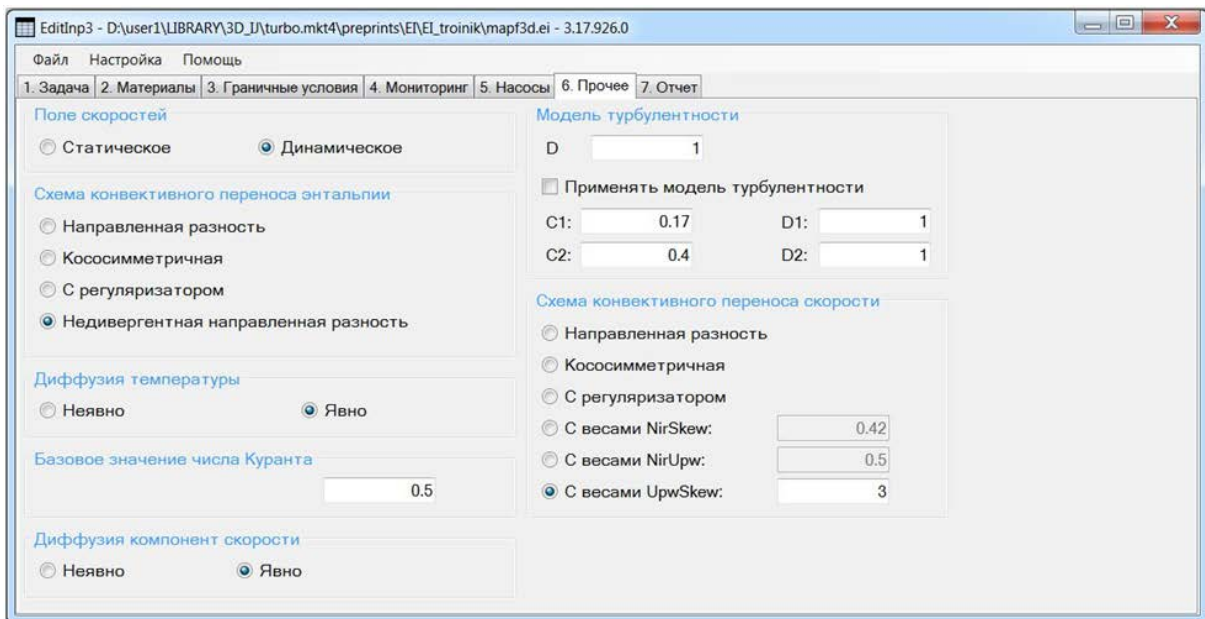 EditInp3 - D:\user1\LIBRARY\3D_IJ\turbo.mkt4\preprints\EI\EI_troinik\mapf3d.ei - 3.17.926.0
Файл Настройка Помощь
1. Задача 2. Материалы 3. Граничные условия 4. Мониторинг 5. Насосы 6. Прочее 7. Отчет
Поле скоростей
Статическое Динамическое
Схема конвективного переноса энтальпии
Направленная разность
Кососимметричная
С регуляризатором
Недивергентная направленная разность
Диффузия температуры
Неявно Явно
Базовое значение числа Куранта
0.5
Диффузия компонент скорости
Неявно Явно
Модель турбулентности
D 1
Применять модель турбулентности
C1: 0.17 D1: 1
C2: 0.4 D2: 1
Схема конвективного переноса скорости
Направленная разность
Кососимметричная
С регуляризатором
С весами NirSkew: 0.42
С весами NirUpw: 0.5
С весами UpwSkew: 3